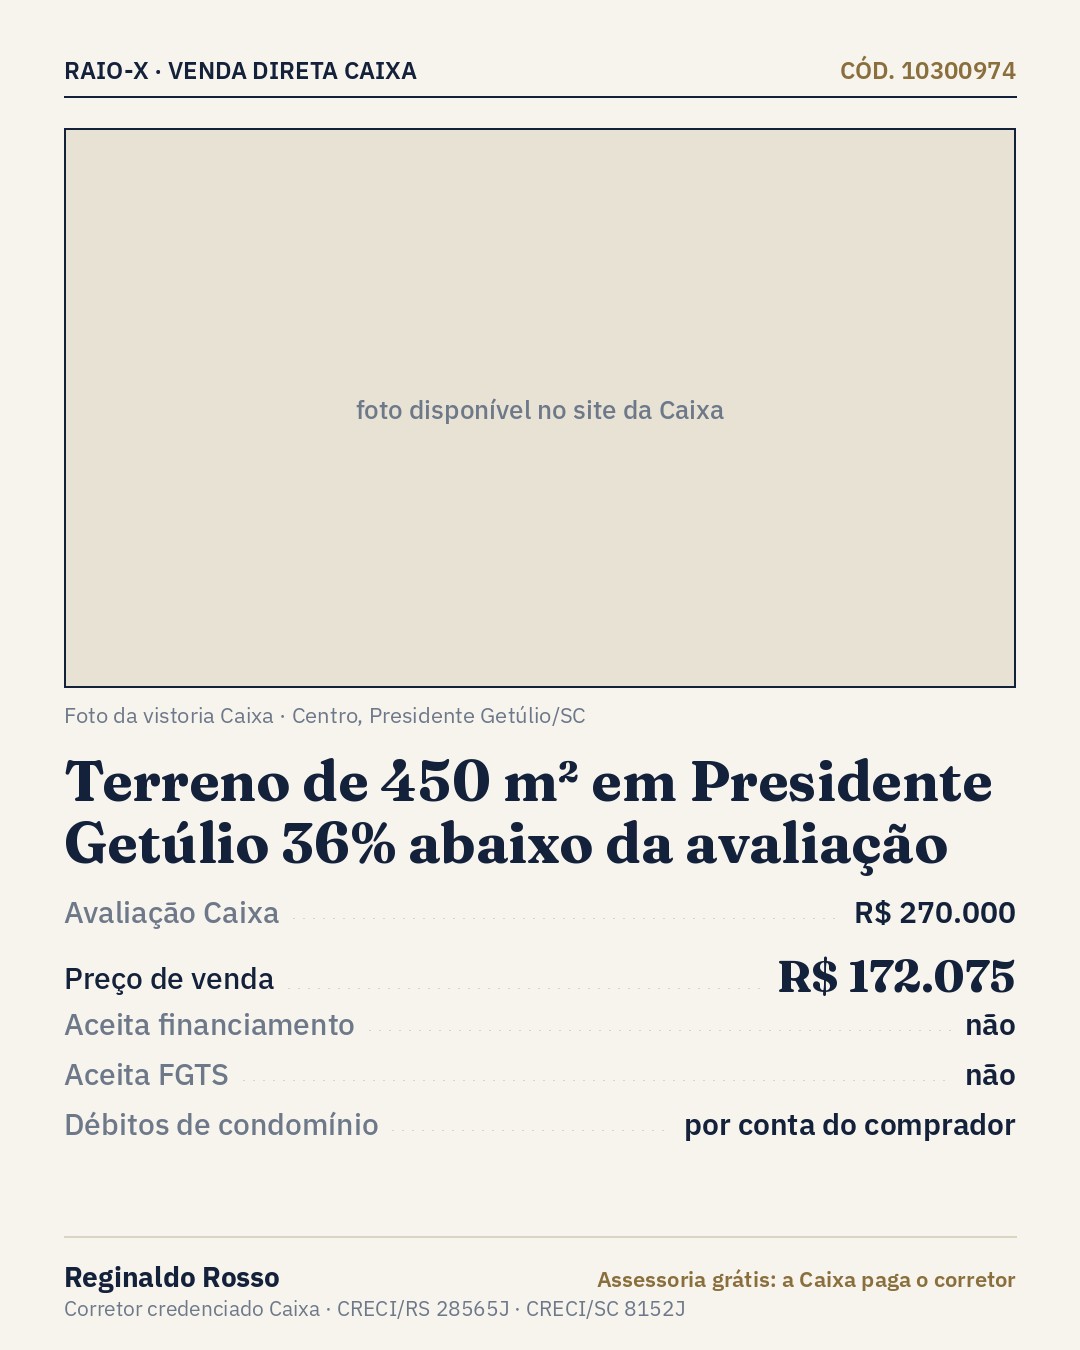 RAIO-X · VENDA DIRETA CAIXA
CÓD. 10300974
foto disponível no site da Caixa
Foto da vistoria Caixa · Centro, Presidente Getúlio/SC
Terreno de 450 m² em Presidente
Getúlio 36% abaixo da avaliação
Avaliação Caixa R$ 270.000
Preço de venda R$ 172.075
Aceita financiamento não
Aceita FGTS não
Débitos de condomínio por conta do comprador
Reginaldo Rosso
Assessoria grátis: a Caixa paga o corretor
Corretor credenciado Caixa · CRECI/RS 28565J · CRECI/SC 8152J